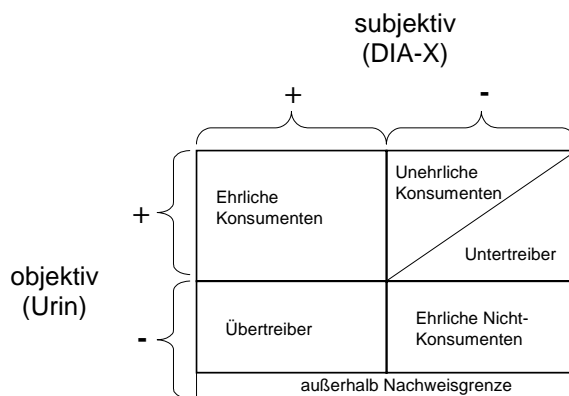 subjektiv
(DIA-X)
+
-
+
Ehrliche
Konsumenten
Unehrliche
Konsumenten
Untertreiber
objektiv
(Urin)
-
Übertreiber
Ehrliche Nicht-
Konsumenten
außerhalb Nachweisgrenze